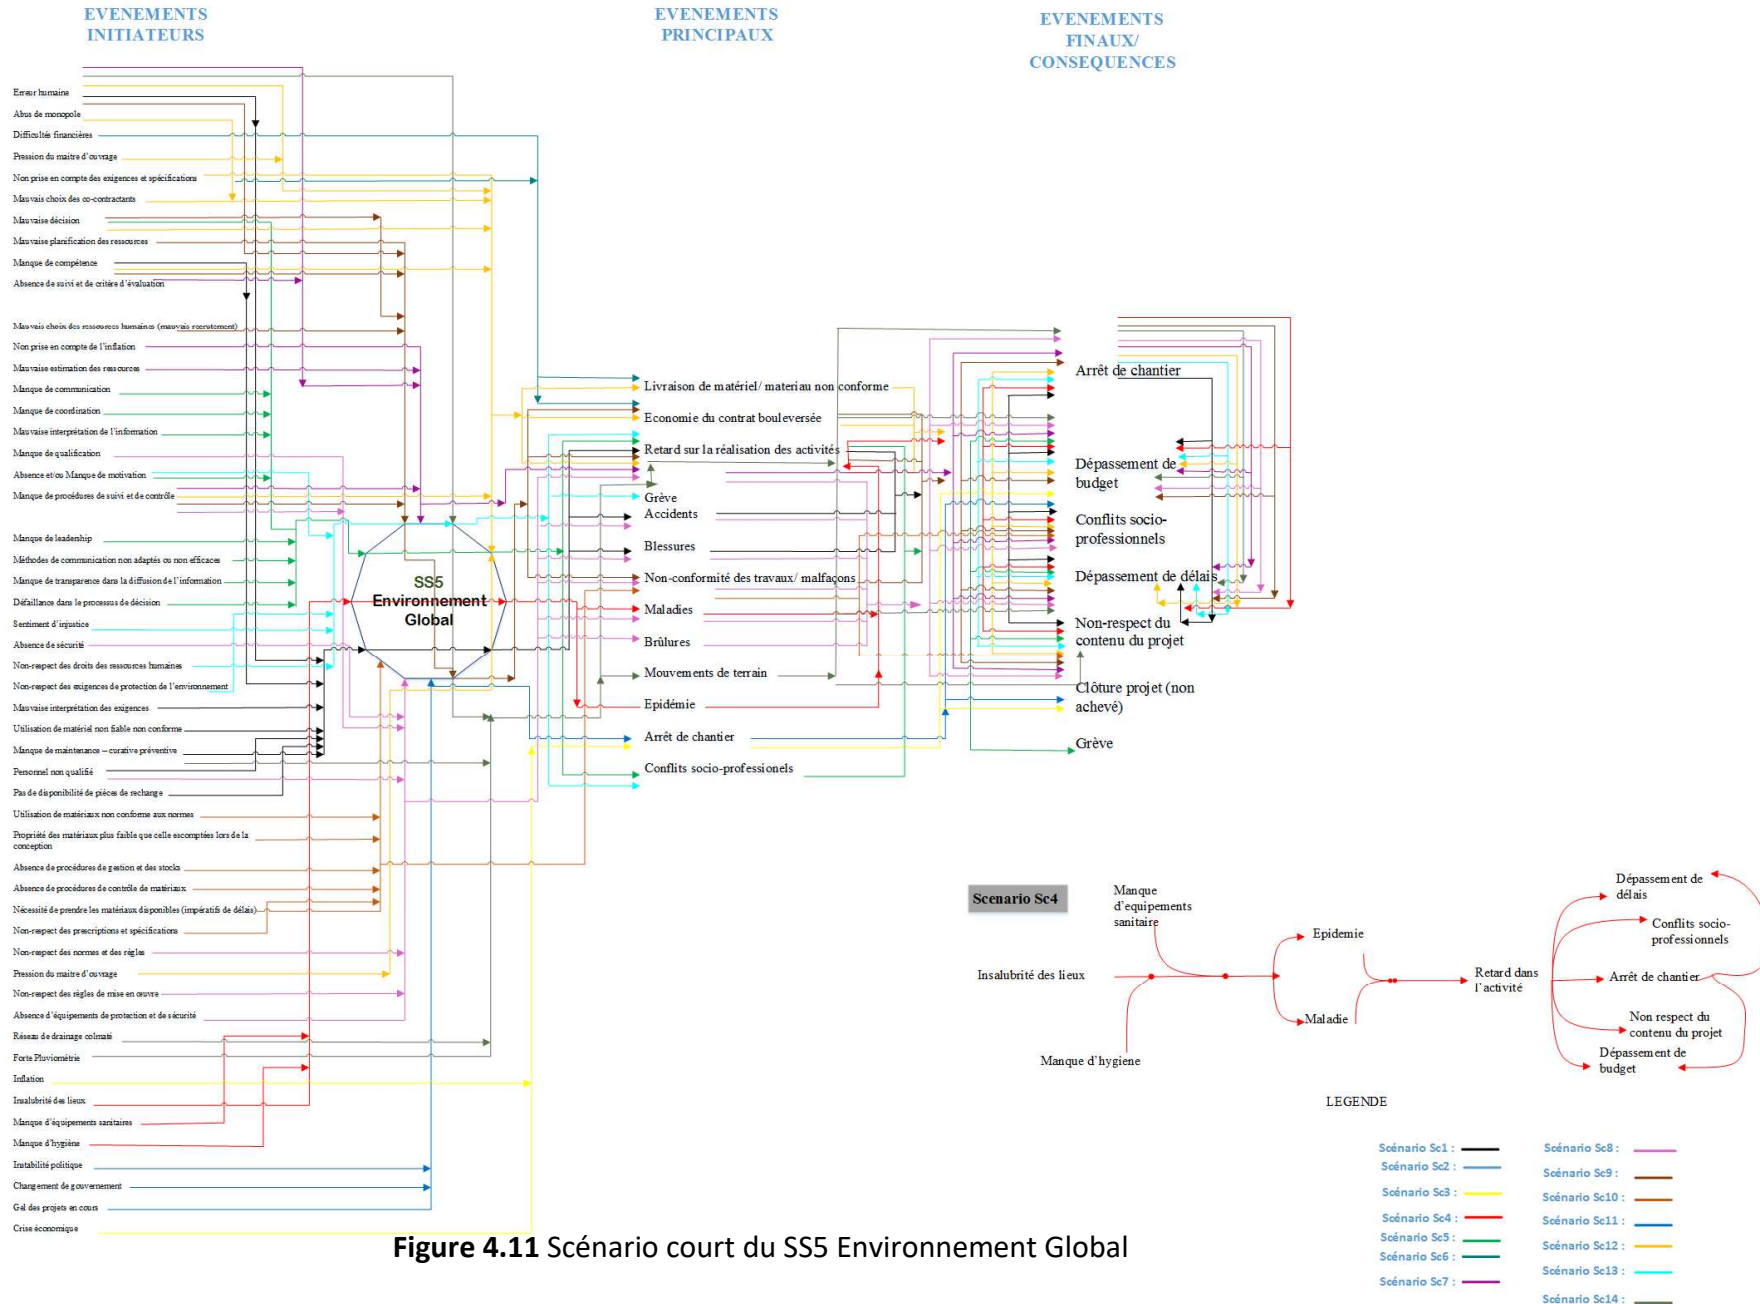 EVENEMENTS
INITIATEURS
EVENEMENTS
PRINCIPAUX
EVENEMENTS
FINAUX/
CONSEQUENCES
Erreur humaine
Abus de monopole
Difficultés financières
Pression du maitre d'ouvrage
Non prise en compte des exigences et spécifications
Mauvais choix des co-contractants
Mauvaise décision
Mauvaise planification des ressources
Manque de compétence
Absence de suivi et de critère d'évaluation
Mauvais choix des ressources humaines (mauvais recrutement)
Non prise en compte de l'inflation
Mauvaise estimation des ressources
Manque de communication
Manque de coordination
Mauvaise interprétation de l'information
Manque de qualification
Absence et/ou Manque de motivation
Manque de procédures de suivi et de contrôle
Manque de leadership
Méthodes de communication non adaptés ou non efficaces
Manque de transparence dans la diffusion de l'information
Défaillance dans le processus de décision
Sentiment d'injustice
Absence de sécurité
Non-respect des droits des ressources humaines
Non-respect des exigences de protection de l'environnement
Mauvaise interprétation des exigences
Utilisation de matériel non fiable non conforme
Manque de maintenance – curative préventive
Personnel non qualifié
Pas de disponibilité de pièces de rechange
Utilisation de matériaux non conforme aux normes
Propriété des matériaux plus faible que celle escomptées lors de la
conception
Absence de procédures de gestion et des stocks
Absence de procédures de contrôle de matériaux
Nécessité de prendre les matériaux disponibles (impératifs de délais)
Non-respect des prescriptions et spécifications
Non-respect des normes et des règles
Pression du maitre d'ouvrage
Non-respect des règles de mise en œuvre
Absence d'équipements de protection et de sécurité
Réseau de drainage colmaté
Forte Pluviométrie
Inflation
Insalubrité des lieux
Manque d'équipements sanitaires
Manque d'hygiène
Instabilité politique
Changement de gouvernement
Gel des projets en cours
Crise économique
SS5
Environnement
Global
Livraison de matériel/ materiau non conforme
Economie du contrat bouleversée
Retard sur la réalisation des activités
Grève
Accidents
Blessures
Non-conformité des travaux/ malfaçons
Maladies
Brûlures
Mouvements de terrain
Epidémie
Arrêt de chantier
Conflits socio-professionels
Arrêt de chantier
Dépassement de
budget
Conflits socio-
professionnels
Dépassement de délais
Non-respect du
contenu du projet
Clôture projet (non
achevé)
Grève
Scenario Sc4
Manque
d'equipements
sanitaire
Insalubrité des lieux
Manque d'hygiene
Epidemie
Maladie
Retard dans
l'activité
Dépassement de
délais
Conflits socio-
professionnels
Arrêt de chantier
Non respect du
contenu du projet
Dépassement de
budget
LEGENDE
Scénario Sc1 :
Scénario Sc2 :
Scénario Sc3 :
Scénario Sc4 :
Scénario Sc5 :
Scénario Sc6 :
Scénario Sc7 :
Scénario Sc8 :
Scénario Sc9 :
Scénario Sc10 :
Scénario Sc11 :
Scénario Sc12 :
Scénario Sc13 :
Scénario Sc14 :
Figure 4.11 Scénario court du SS5 Environnement Global